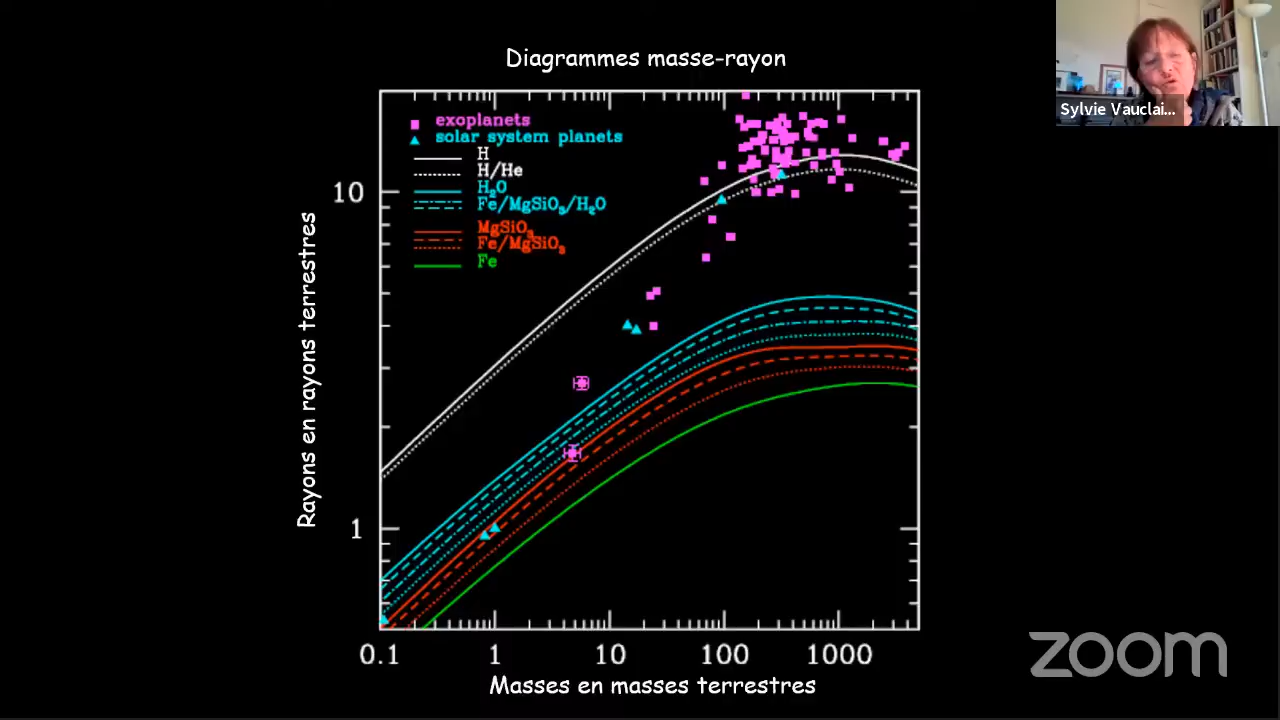 Diagrammes masse-rayon
Sylvie Vauclai...
exoplanets
solar system planets
H
H/He
H₂O
Fe/MgSiO₃/H₂O
MgSiO₃
Fe/MgSiO₃
Fe
Rayons en rayons terrestres
10
1
0.1 1 10 100 1000
Masses en masses terrestres
zoom